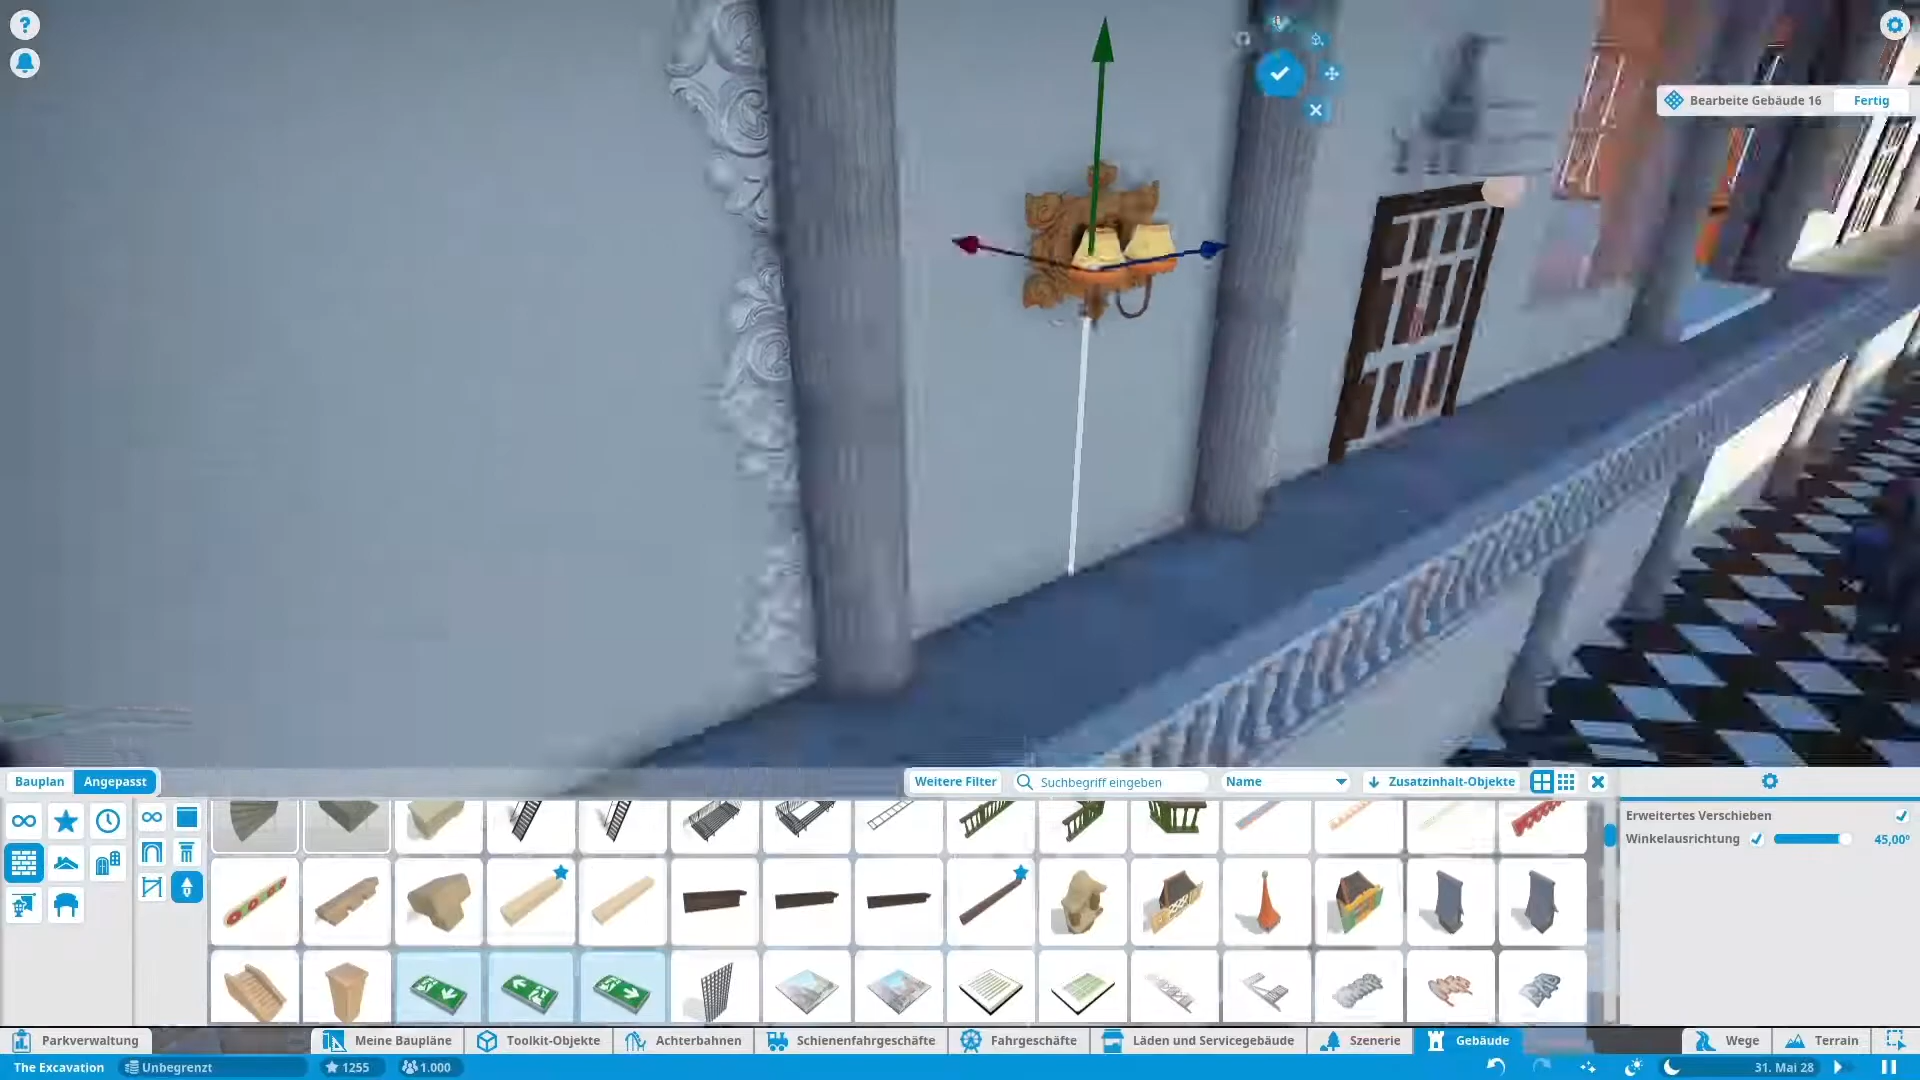 ?
Bearbeite Gebäude 16 Fertig
Bauplan Angepasst Weitere Filter Suchbegriff eingeben Name Zusatzinhalt-Objekte
Erweitertes Verschieben
Winkelausrichtung 45,00°
Parkverwaltung Meine Baupläne Toolkit-Objekte Achterbahnen Schienenfahrgeschäfte Fahrgeschäfte Läden und Servicegebäude Szenerie Gebäude Wege Terrain
The Excavation Unbegrenzt 1255 1.000 31. Mai 28